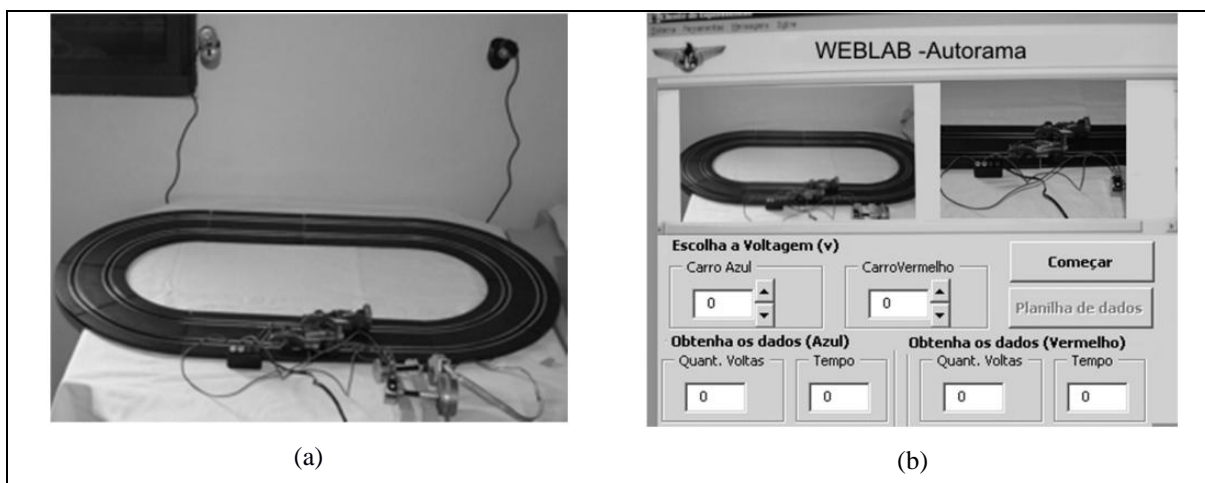 WEBLAB -Autorama
Escolha a Voltagem (v)
Carro Azul
CarroVermelho
Começar
0
0
Planilha de dados
Obtenha os dados (Azul)
Obtenha os dados (Vermelho)
Quant. Voltas
Tempo
Quant. Voltas
Tempo
0
0
0
0
(a)
(b)